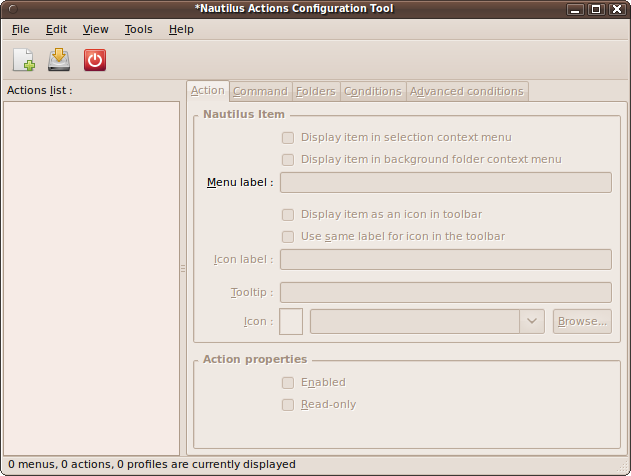 *Nautilus Actions Configuration Tool
File Edit View Tools Help
Actions list :
Action Command Folders Conditions Advanced conditions
Nautilus Item
Display item in selection context menu
Display item in background folder context menu
Menu label :
Display item as an icon in toolbar
Use same label for icon in the toolbar
Icon label :
Tooltip :
Icon : Browse...
Action properties
Enabled
Read-only
0 menus, 0 actions, 0 profiles are currently displayed